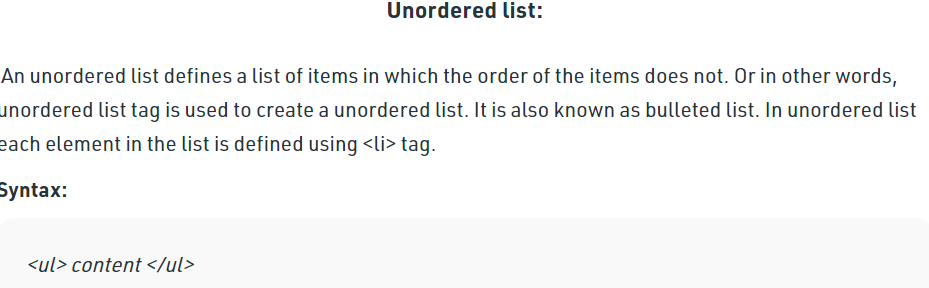 Unordered list:
An unordered list defines a list of items in which the order of the items does not. Or in other words,
unordered list tag is used to create a unordered list. It is also known as bulleted list. In unordered list
each element in the list is defined using <li> tag.
Syntax:
<ul> content </ul>